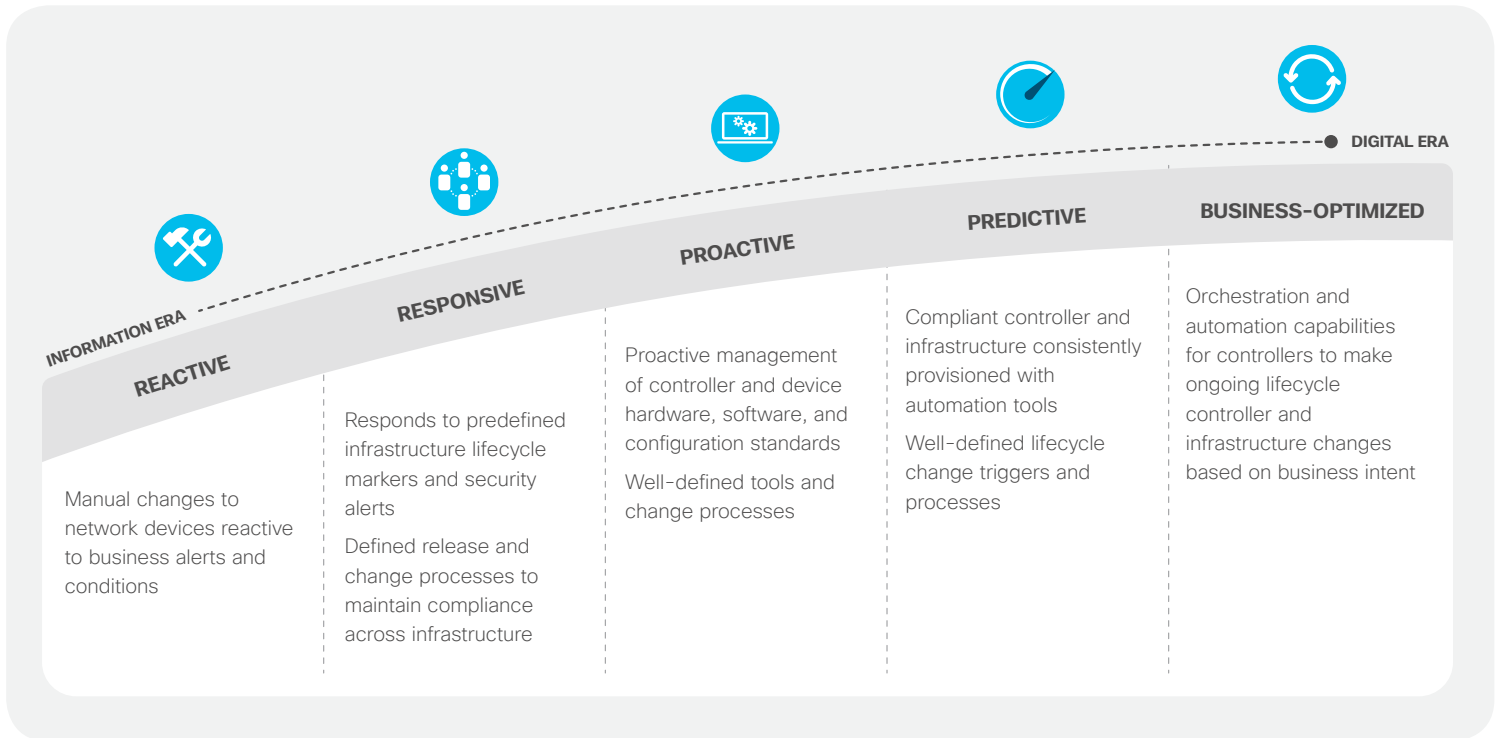 DIGITAL ERA
INFORMATION ERA
REACTIVE
Manual changes to
network devices reactive
to business alerts and
conditions
RESPONSIVE
Responds to predefined
infrastructure lifecycle
markers and security
alerts
Defined release and
change processes to
maintain compliance
across infrastructure
PROACTIVE
Proactive management
of controller and device
hardware, software, and
configuration standards
Well-defined tools and
change processes
PREDICTIVE
Compliant controller and
infrastructure consistently
provisioned with
automation tools
Well-defined lifecycle
change triggers and
processes
BUSINESS-OPTIMIZED
Orchestration and
automation capabilities
for controllers to make
ongoing lifecycle
controller and
infrastructure changes
based on business intent